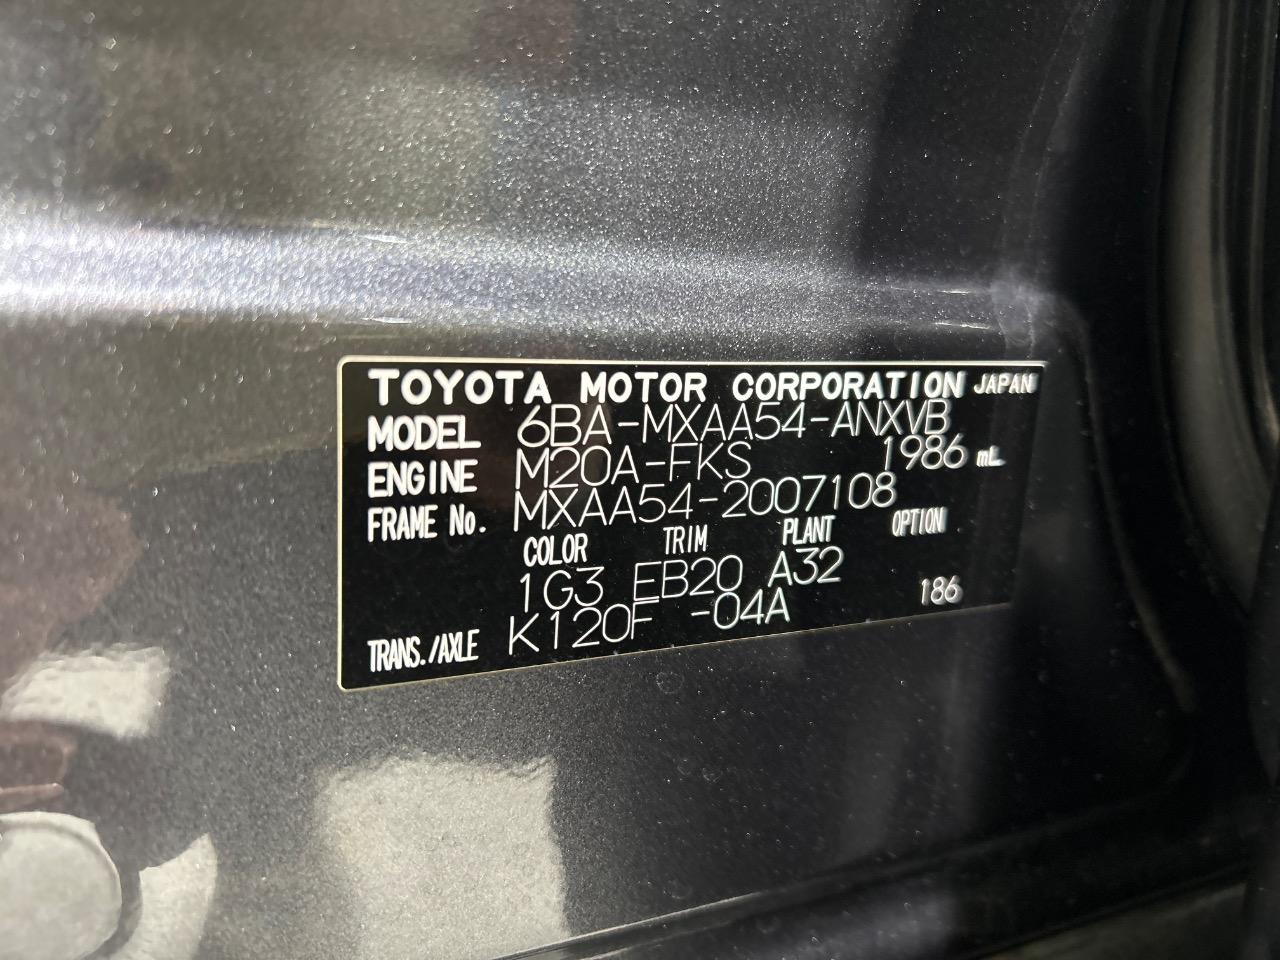 TOYOTA MOTOR CORPORATION JAPAN
MODEL 6BA-MXAA54-ANXVB
ENGINE M20A-FKS 1986 mL
FRAME No. MXAA54-2007108
COLOR TRIM PLANT OPTION
1G3 EB20 A32
TRANS./AXLE K120F -04A 186